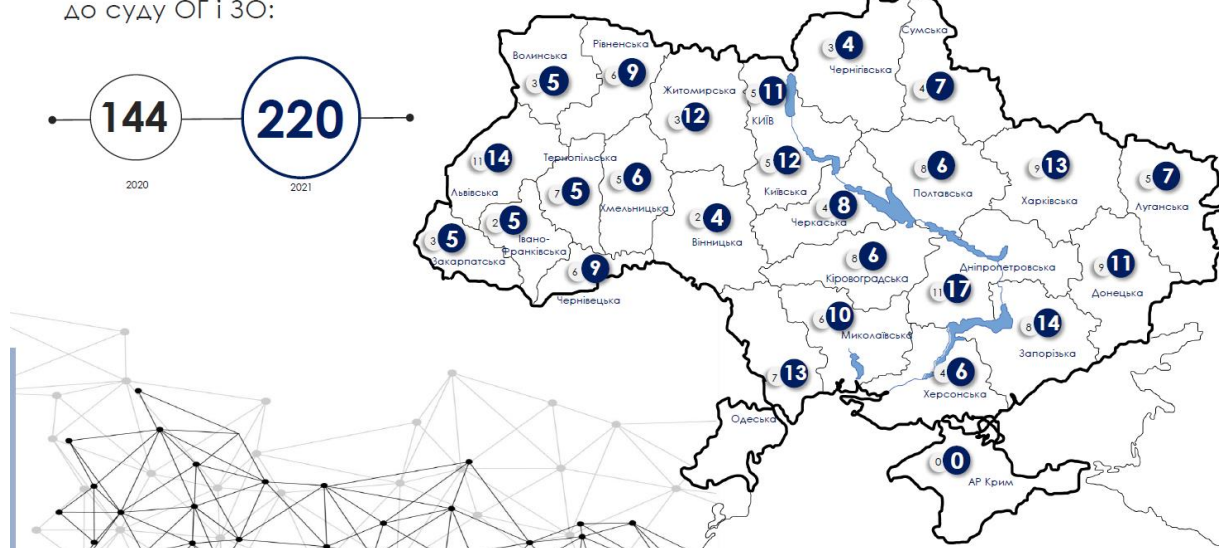 до суду ОГ і ЗО:
144
220
2020
2021
Волинська
3 5
Рівненська
6 9
Житомирська
3 12
5 11
КИЇВ
3 4
Чернігівська
Сумська
4 7
11 14
Львівська
Тернопільська
7 5
5 6
Хмельницька
5 12
Київська
8 6
Полтавська
9 13
Харківська
5 7
Луганська
2 5
Івано-
Франківська
3 5
Закарпатська
2 4
Вінницька
4 8
Черкаська
6 9
Чернівецька
8 6
Кіровоградська
Дніпропетровська
11 17
9 11
Донецька
6 10
Миколаївська
8 14
Запорізька
7 13
Одеська
4 6
Херсонська
0 0
АР Крим